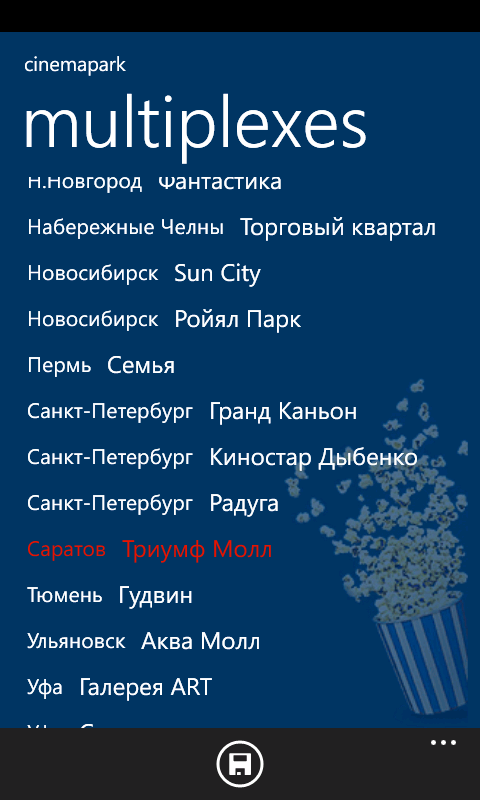 cinemapark
multiplexes
Н.Новгород Фантастика
Набережные Челны Торговый квартал
Новосибирск Sun City
Новосибирск Ройял Парк
Пермь Семья
Санкт-Петербург Гранд Каньон
Санкт-Петербург Киностар Дыбенко
Санкт-Петербург Радуга
Саратов Триумф Молл
Тюмень Гудвин
Ульяновск Аква Молл
Уфа Галерея ART